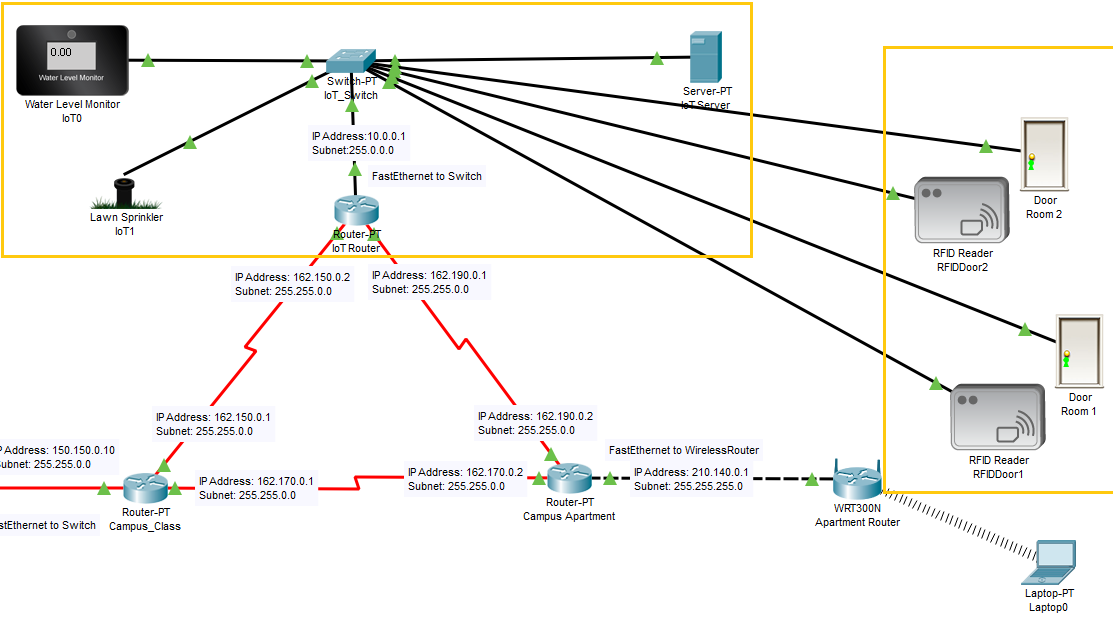 0.00
Water Level Monitor
Water Level Monitor
IoT0
Switch-PT
IoT_Switch
Server-PT
IoT Server
IP Address:10.0.0.1
Subnet:255.0.0.0
FastEthernet to Switch
Lawn Sprinkler
IoT1
Router-PT
IoT Router
Door
Room 2
RFID Reader
RFIDDoor2
IP Address: 162.150.0.2
Subnet: 255.255.0.0
IP Address: 162.190.0.1
Subnet: 255.255.0.0
Door
Room 1
RFID Reader
RFIDDoor1
IP Address: 162.150.0.1
Subnet: 255.255.0.0
IP Address: 162.190.0.2
Subnet: 255.255.0.0
P Address: 150.150.0.10
ubnet: 255.255.0.0
IP Address: 162.170.0.1
Subnet: 255.255.0.0
IP Address: 162.170.0.2
Subnet: 255.255.0.0
FastEthernet to WirelessRouter
IP Address: 210.140.0.1
Subnet: 255.255.255.0
Router-PT
Campus_Class
stEthernet to Switch
Router-PT
Campus Apartment
WRT300N
Apartment Router
Laptop-PT
Laptop0